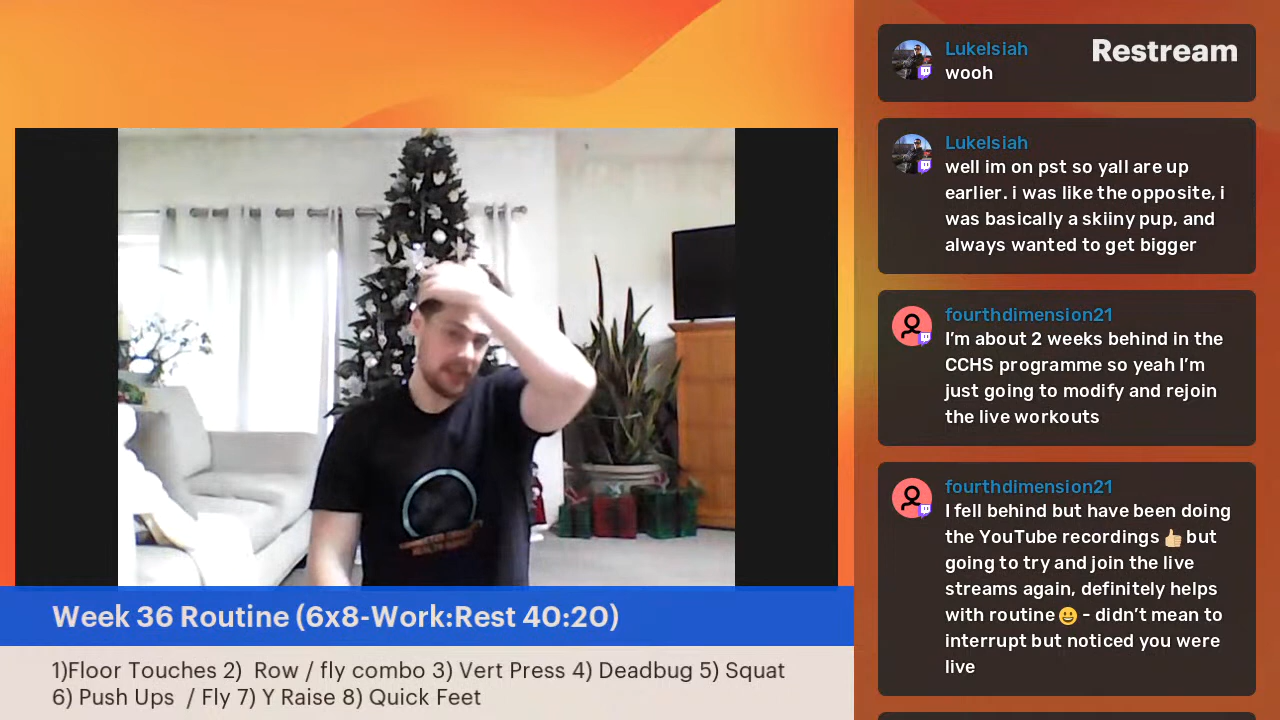 Week 36 Routine (6x8-Work:Rest 40:20)
1)Floor Touches 2)  Row / fly combo 3) Vert Press 4) Deadbug 5) Squat
6) Push Ups  / Fly 7) Y Raise 8) Quick Feet
Restream
LukeIsiah
wooh
LukeIsiah
well im on pst so yall are up
earlier. i was like the opposite, i
was basically a skiiny pup, and
always wanted to get bigger
fourthdimension21
I’m about 2 weeks behind in the
CCHS programme so yeah I’m
just going to modify and rejoin
the live workouts
fourthdimension21
I fell behind but have been doing
the YouTube recordings 👍🏼 but
going to try and join the live
streams again, definitely helps
with routine 😀 - didn’t mean to
interrupt but noticed you were
live